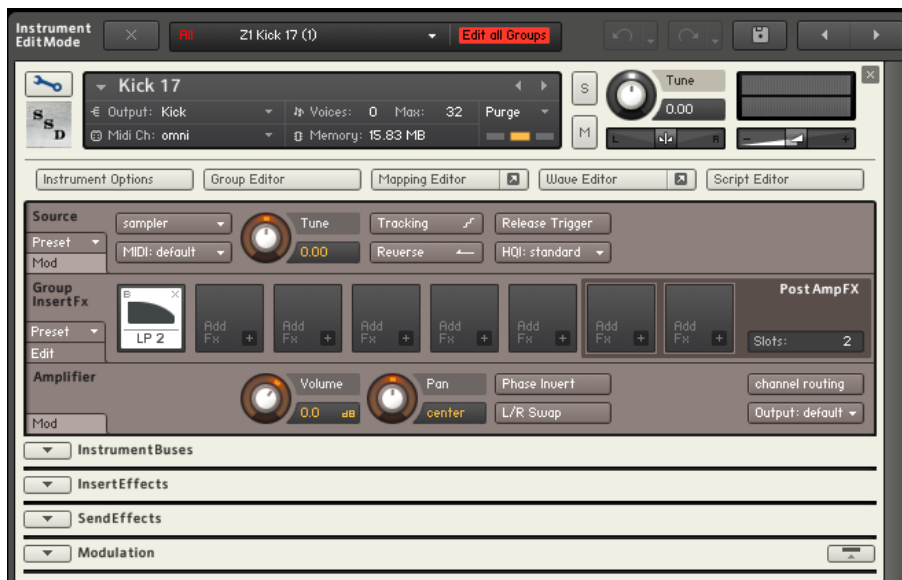 Instrument
EditMode
All Z1 Kick 17 (1) Edit all Groups
Kick 17
Output: Kick Voices: 0 Max: 32 Purge
Midi Ch: omni Memory: 15.83 MB
S
S
D
S
M
Tune
0.00
L R - +
Instrument Options Group Editor Mapping Editor Wave Editor Script Editor
Source
Preset
Mod
sampler Tune Tracking Release Trigger
MIDI: default 0.00 Reverse HQI: standard
Group
InsertFx
Preset
Edit
B X
LP 2
Add
Fx +
Add
Fx +
Add
Fx +
Add
Fx +
Add
Fx +
Add
Fx +
Add
Fx +
Post AmpFX
Slots: 2
Amplifier
Mod
Volume Pan Phase Invert channel routing
0.0 dB center L/R Swap Output: default
InstrumentBuses
InsertEffects
SendEffects
Modulation